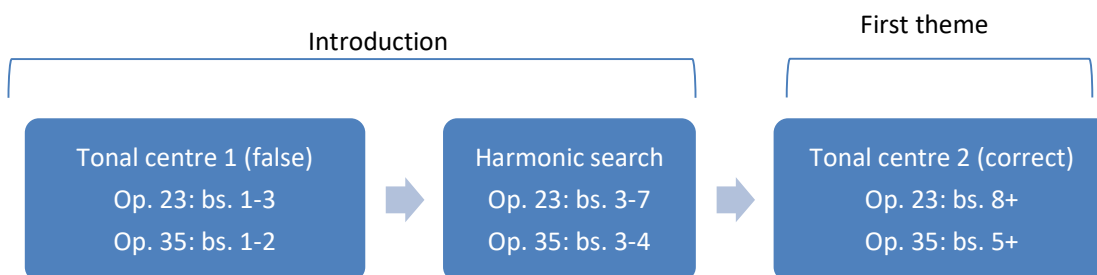 Introduction
First theme
Tonal centre 1 (false)
Op. 23: bs. 1-3
Op. 35: bs. 1-2
Harmonic search
Op. 23: bs. 3-7
Op. 35: bs. 3-4
Tonal centre 2 (correct)
Op. 23: bs. 8+
Op. 35: bs. 5+